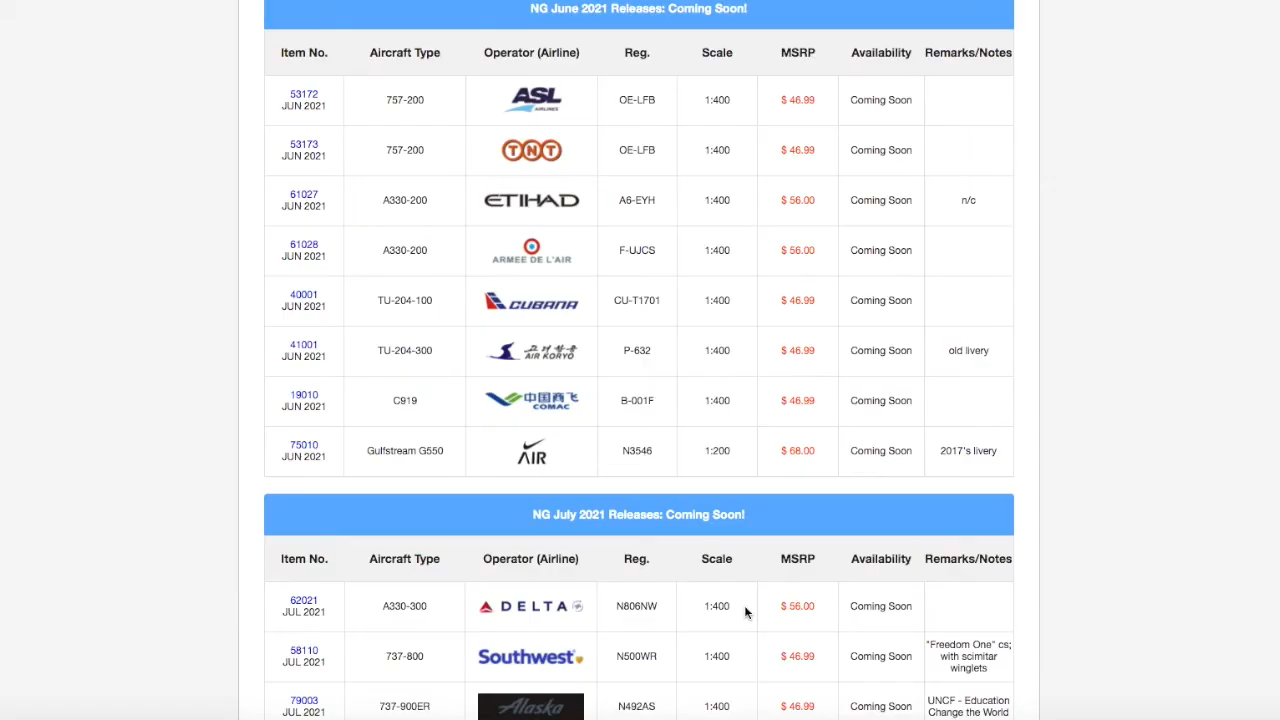 NG June 2021 Releases: Coming Soon!
Item No. Aircraft Type Operator (Airline) Reg. Scale MSRP Availability Remarks/Notes
53172 JUN 2021 757-200 ASL AIRLINES OE-LFB 1:400 $ 46.99 Coming Soon
53173 JUN 2021 757-200 TNT OE-LFB 1:400 $ 46.99 Coming Soon
61027 JUN 2021 A330-200 ETIHAD A6-EYH 1:400 $ 56.00 Coming Soon n/c
61028 JUN 2021 A330-200 ARMEE DE L'AIR F-UJCS 1:400 $ 56.00 Coming Soon
40001 JUN 2021 TU-204-100 CUBANA CU-T1701 1:400 $ 46.99 Coming Soon
41001 JUN 2021 TU-204-300 고려항공 AIR KORYO P-632 1:400 $ 46.99 Coming Soon old livery
19010 JUN 2021 C919 中国商飞 COMAC B-001F 1:400 $ 46.99 Coming Soon
75010 JUN 2021 Gulfstream G550 AIR N3546 1:200 $ 68.00 Coming Soon 2017's livery
NG July 2021 Releases: Coming Soon!
Item No. Aircraft Type Operator (Airline) Reg. Scale MSRP Availability Remarks/Notes
62021 JUL 2021 A330-300 DELTA N806NW 1:400 $ 56.00 Coming Soon
58110 JUL 2021 737-800 Southwest N500WR 1:400 $ 46.99 Coming Soon "Freedom One" cs; with scimitar winglets
79003 JUL 2021 737-900ER Alaska N492AS 1:400 $ 46.99 Coming Soon UNCF - Education Change the World